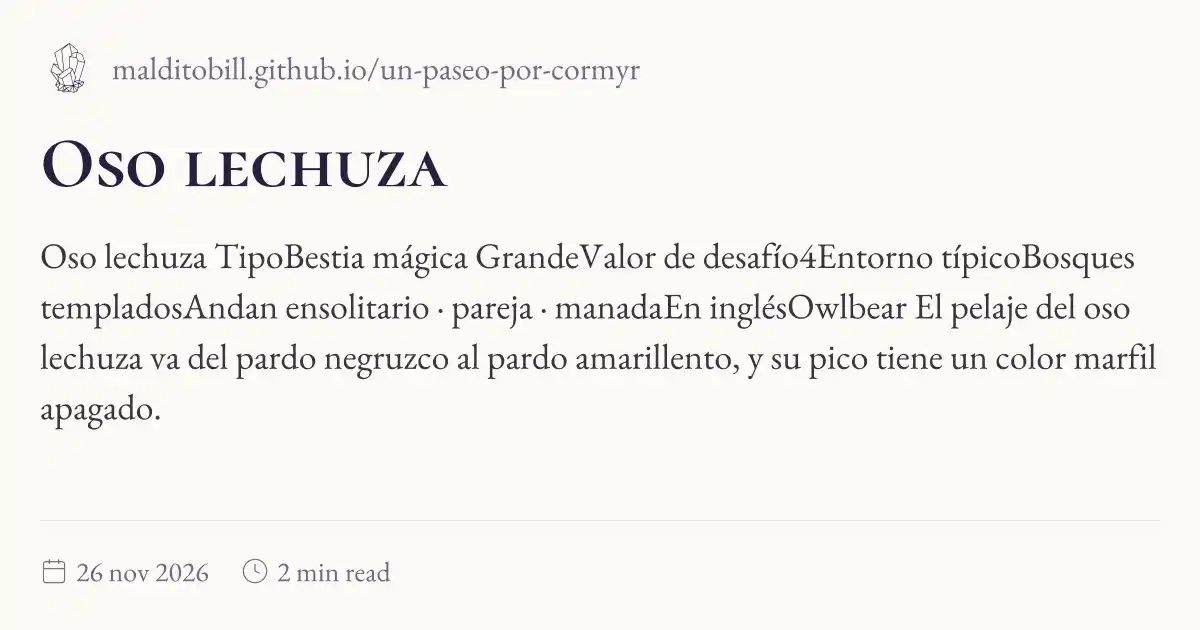 malditobill.github.io/un-paseo-por-cormyr
Oso lechuza
Oso lechuza TipoBestia mágica GrandeValor de desafío4Entorno típicoBosques
templadosAndan ensolitario · pareja · manadaEn inglésOwlbear El pelaje del oso
lechuza va del pardo negruzco al pardo amarillento, y su pico tiene un color marfil
apagado.
26 nov 2026 2 min read